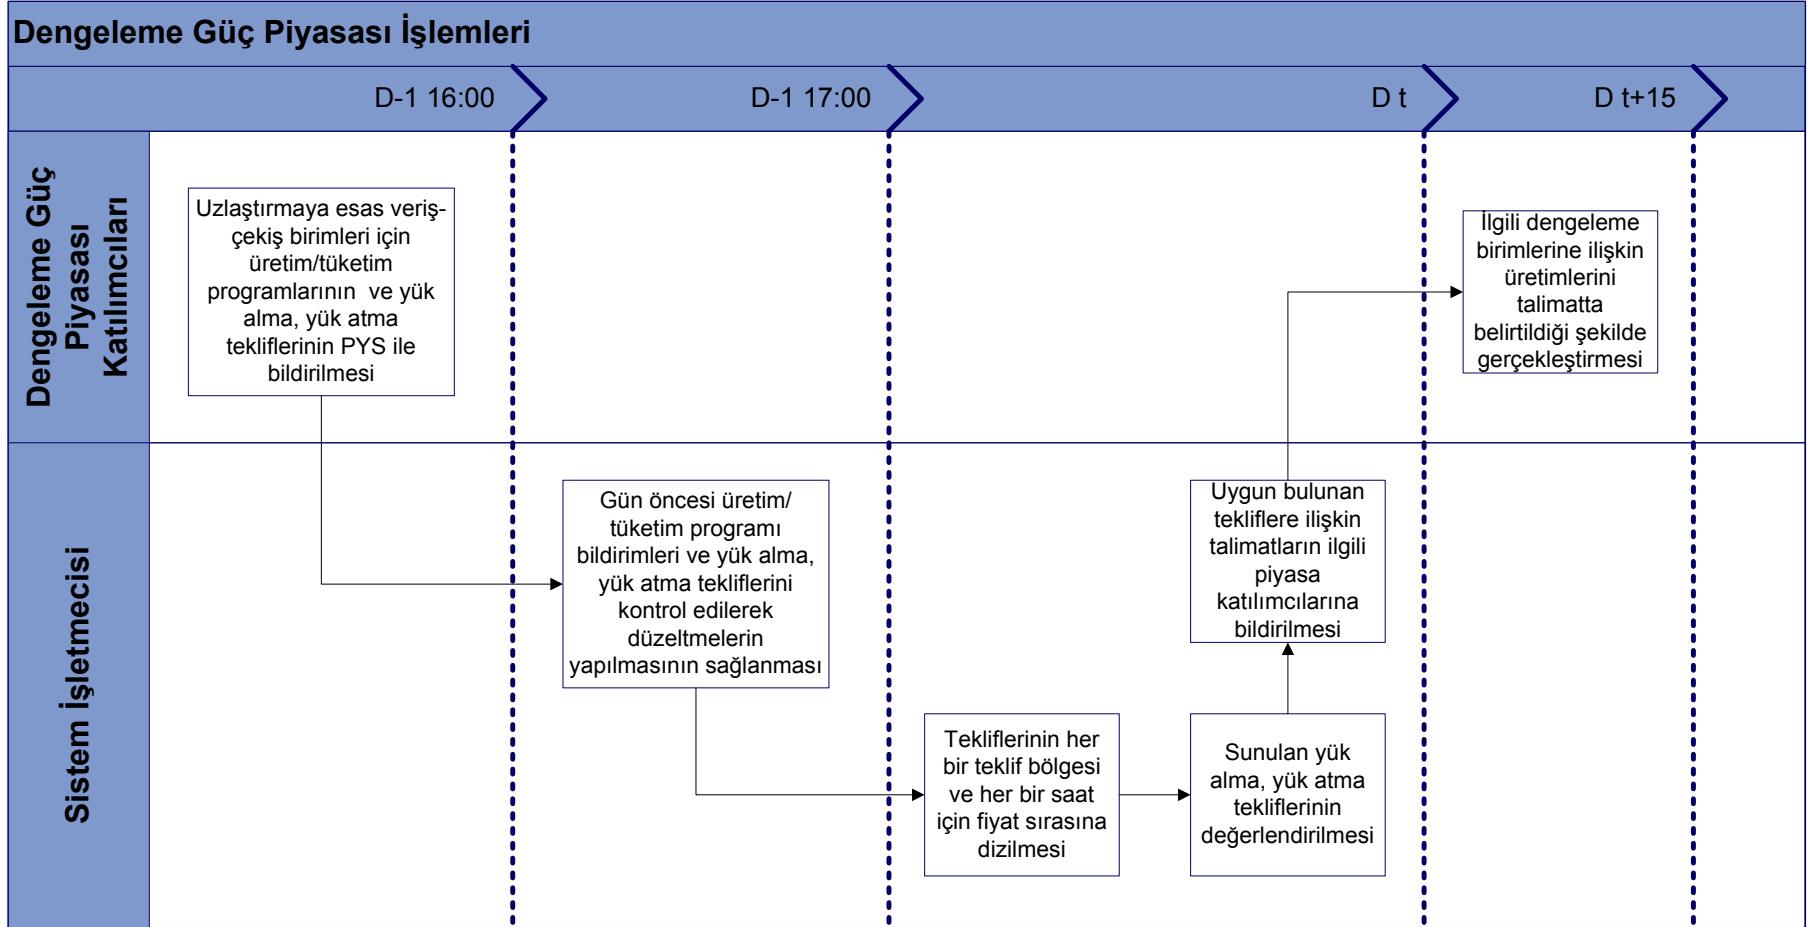 Dengeleme Güç Piyasası İşlemleri
D-1 16:00
D-1 17:00
D t
D t+15
Dengeleme Güç
Piyasası
Katılımcıları
Uzlaştırmaya esas veriş-
çekiş birimleri için
üretim/tüketim
programlarının ve yük
alma, yük atma
tekliflerinin PYS ile
bildirilmesi
İlgili dengeleme
birimlerine ilişkin
üretimlerini
talimatta
belirtildiği şekilde
gerçekleştirmesi
Sistem İşletmecisi
Gün öncesi üretim/
tüketim programı
bildirimleri ve yük alma,
yük atma tekliflerini
kontrol edilerek
düzeltmelerin
yapılmasının sağlanması
Tekliflerinin her
bir teklif bölgesi
ve her bir saat
için fiyat sırasına
dizilmesi
Sunulan yük
alma, yük atma
tekliflerinin
değerlendirilmesi
Uygun bulunan
tekliflere ilişkin
talimatların ilgili
piyasa
katılımcılarına
bildirilmesi